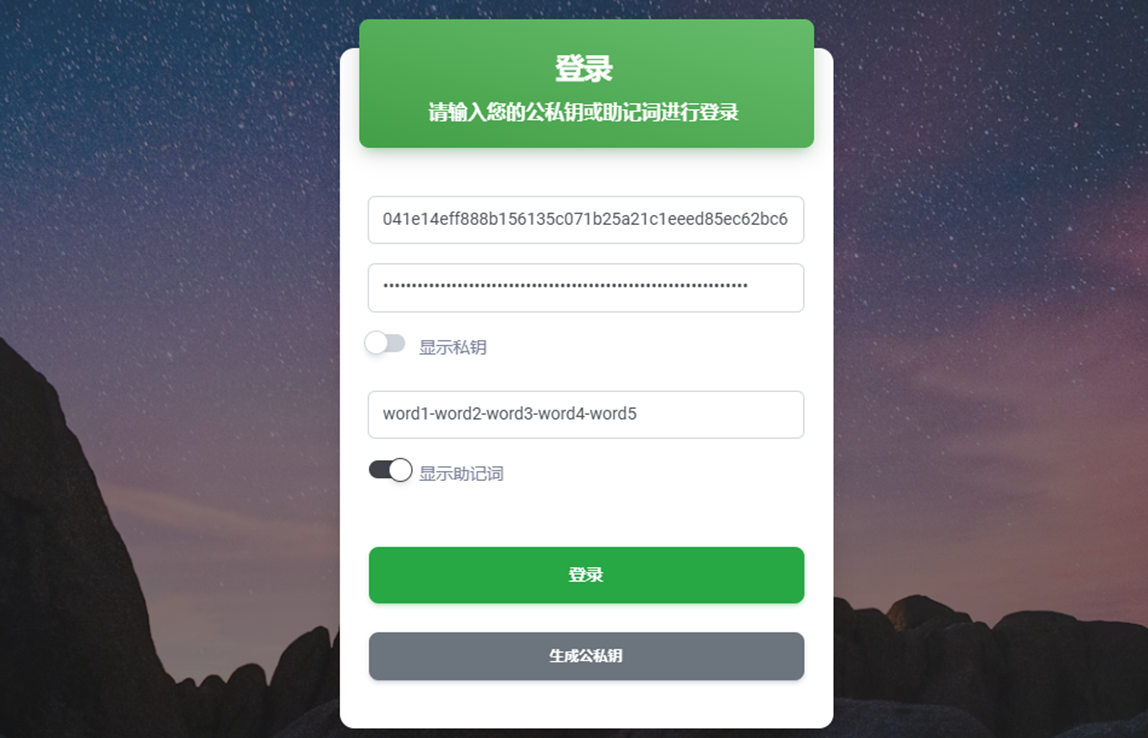 登录
请输入您的公私钥或助记词进行登录
041e14eff888b156135c071b25a21c1eeed85ec62bc6
显示私钥
word1-word2-word3-word4-word5
显示助记词
登录
生成公私钥